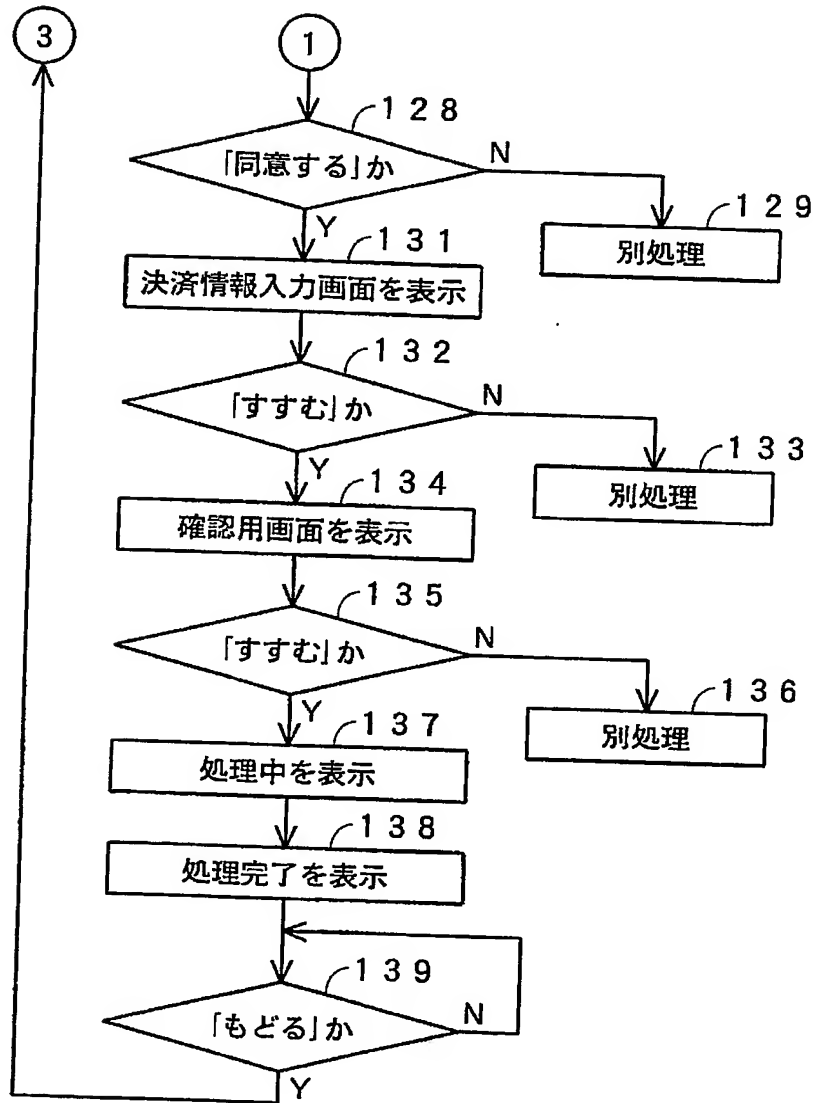 3
1
128
「同意する」か
N
129
別処理
Y
131
決済情報入力画面を表示
132
「すすむ」か
N
133
別処理
Y
134
確認用画面を表示
135
「すすむ」か
N
136
別処理
Y
137
処理中を表示
138
処理完了を表示
139
「もどる」か
N
Y